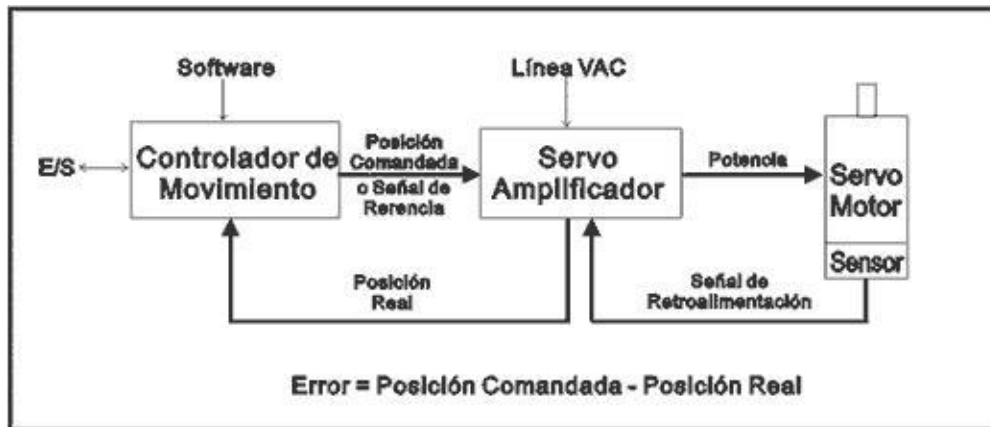 Software
Línea VAC
E/S
Controlador de
Movimiento
Posición
Comandada
o Señal de
Rerencia
Servo
Amplificador
Potencia
Servo
Motor
Sensor
Posición
Real
Señal de
Retroalimentación
Error = Posición Comandada - Posición Real